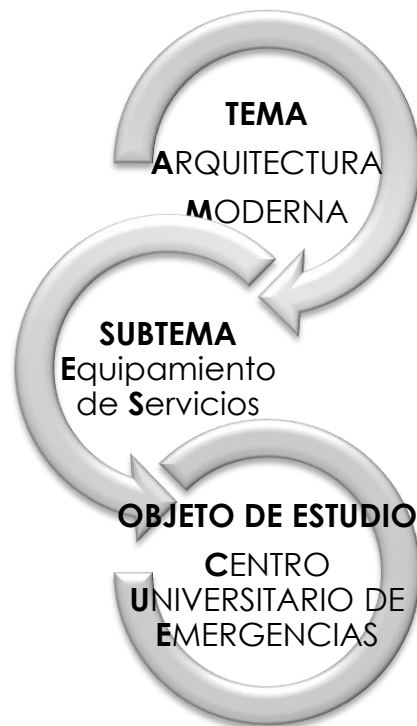 TEMA
ARQUITECTURA
MODERNA
SUBTEMA
Equipamiento
de Servicios
OBJETO DE ESTUDIO
CENTRO
UNIVERSITARIO DE
EMERGENCIAS